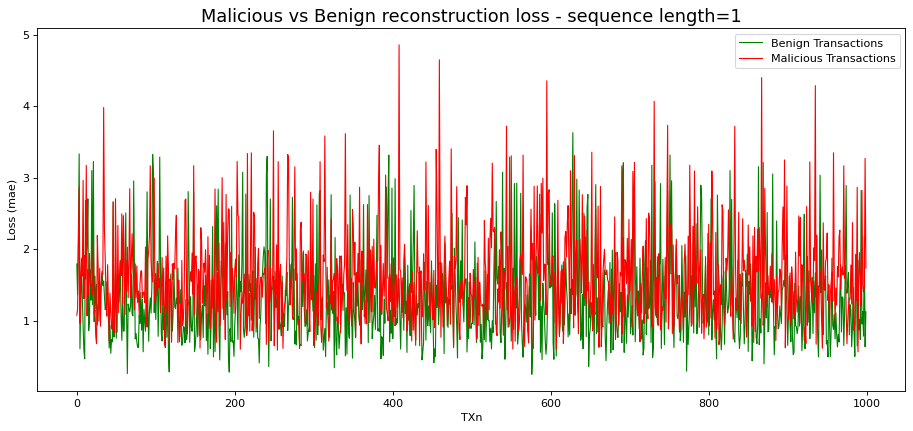 Malicious vs Benign reconstruction loss - sequence length=1
Benign Transactions
Malicious Transactions
5
4
3
2
1
Loss (mae)
0
200
400
600
800
1000
TXn